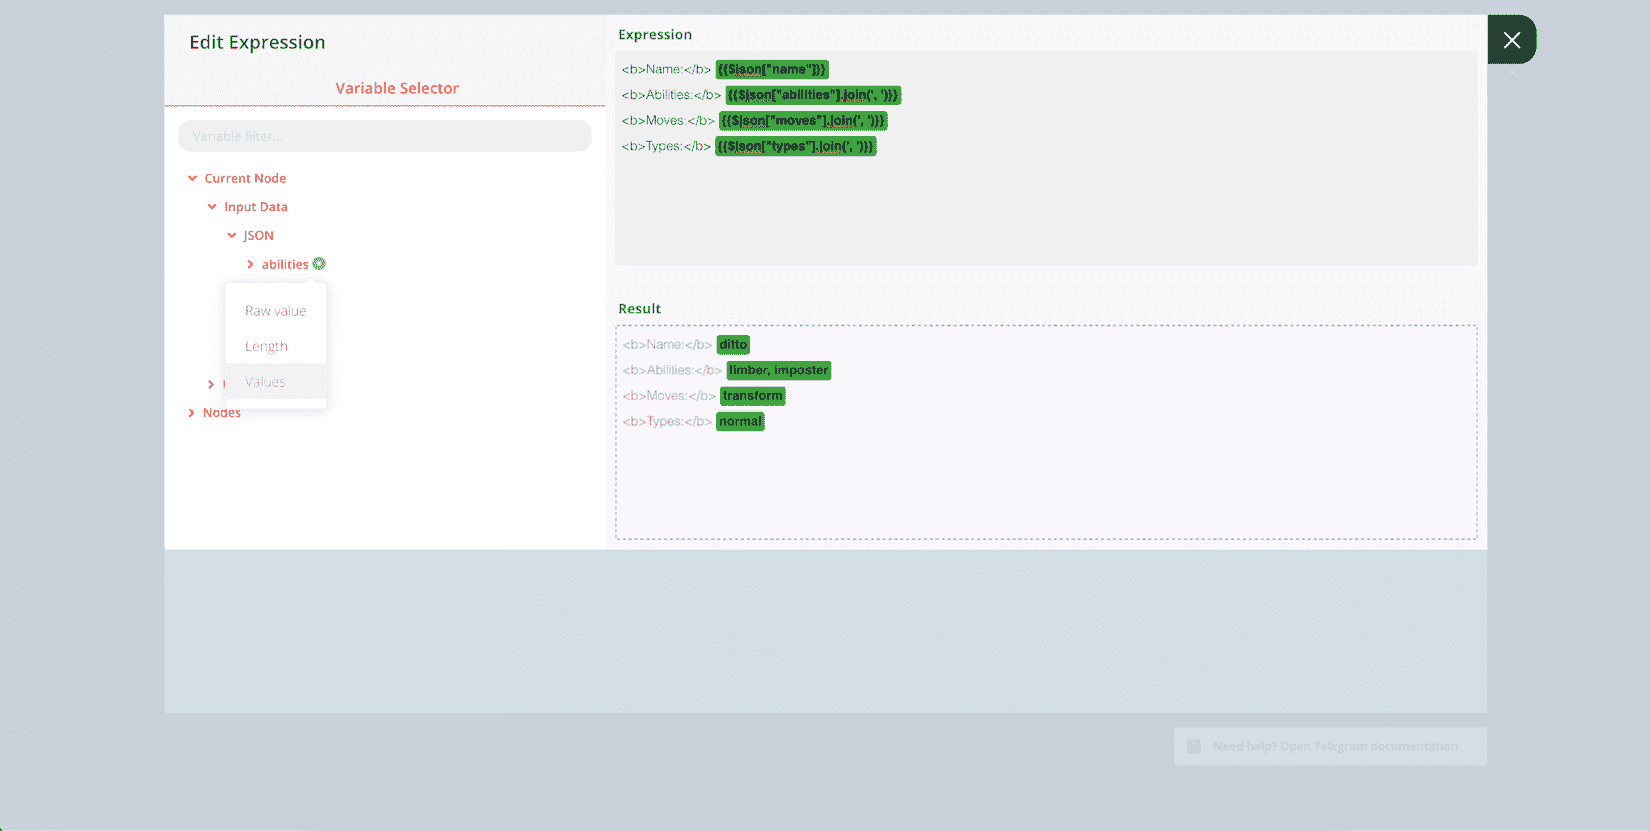 Edit Expression
Variable Selector
Variable filter...
Current Node
Input Data
JSON
abilities
Raw value
Length
Values
Nodes
Expression
<b>Name:</b> {{$json["name"]}}
<b>Abilities:</b> {{$json["abilities"].join(', ')}}
<b>Moves:</b> {{$json["moves"].join(', ')}}
<b>Types:</b> {{$json["types"].join(', ')}}
Result
<b>Name:</b> ditto
<b>Abilities:</b> limber, imposter
<b>Moves:</b> transform
<b>Types:</b> normal
Need help? Open Telegram documentation